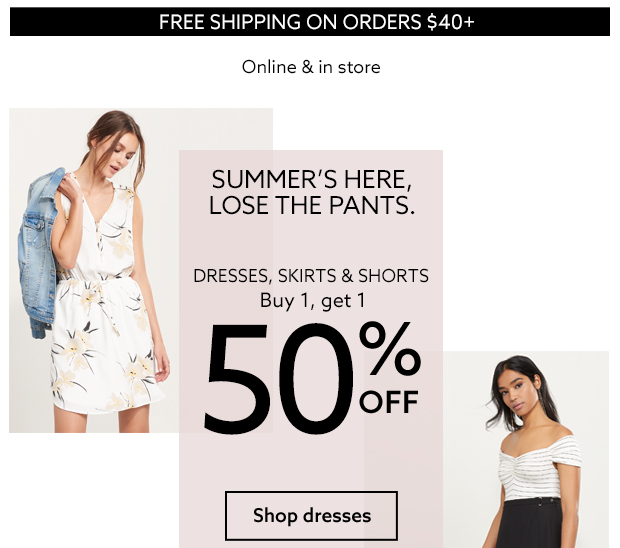 FREE SHIPPING ON ORDERS $40+
Online & in store
SUMMER'S HERE,
LOSE THE PANTS.
DRESSES, SKIRTS & SHORTS
Buy 1, get 1
50%
OFF
Shop dresses